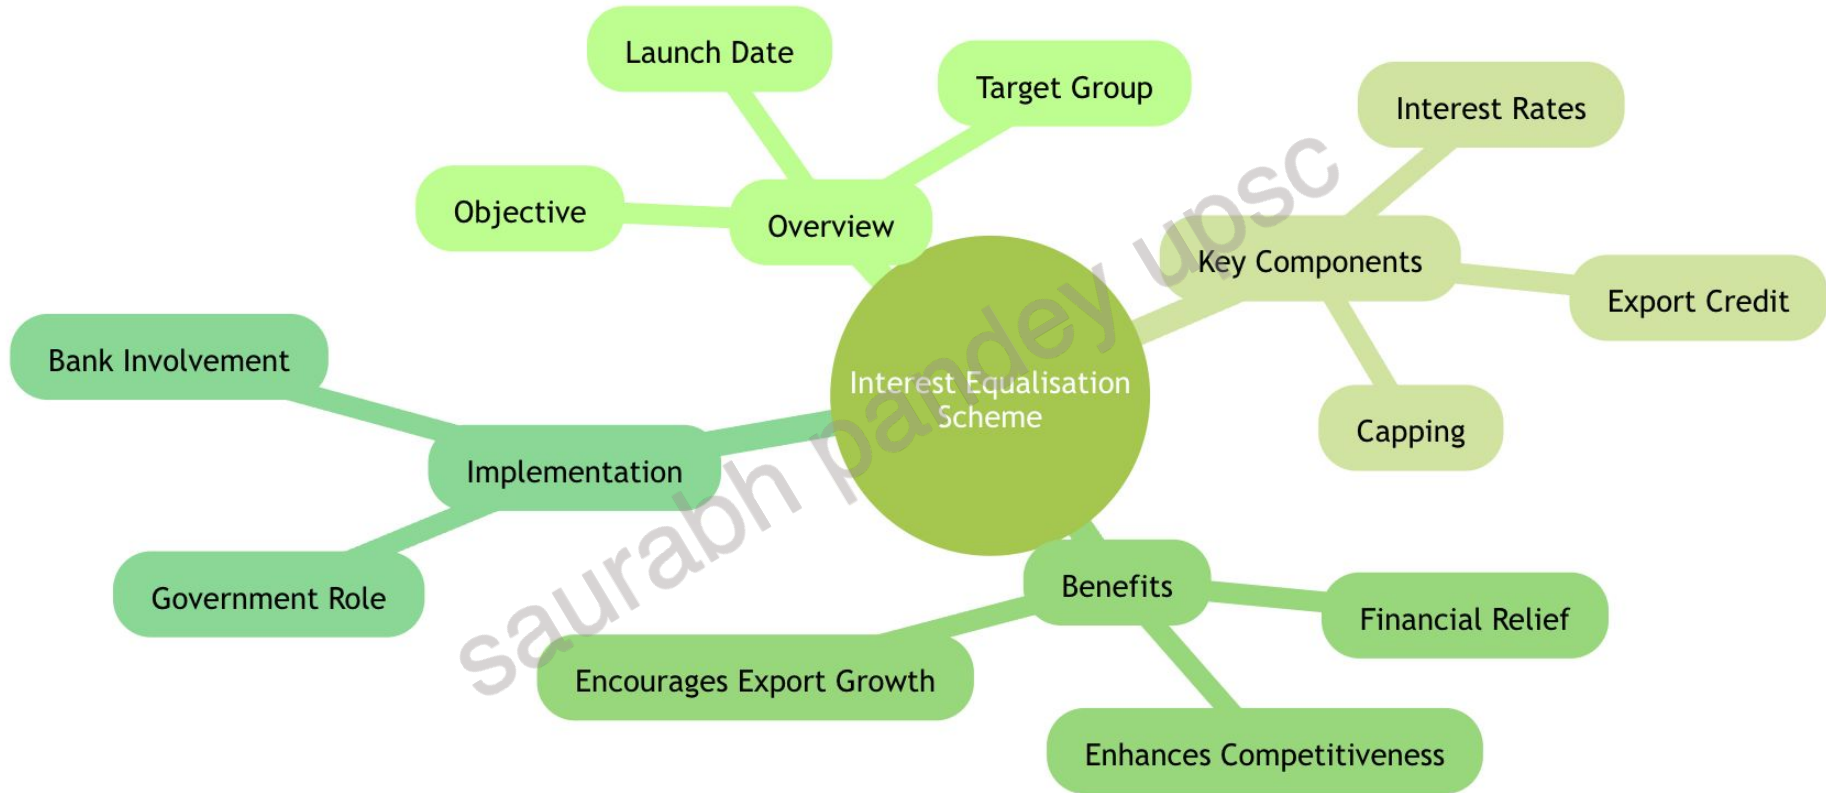 Launch Date
Target Group
Interest Rates
Objective
Overview
Key Components
Export Credit
Bank Involvement
Interest Equalisation
Scheme
Capping
Implementation
Government Role
Benefits
Financial Relief
Encourages Export Growth
Enhances Competitiveness
saurabh pandey upsc